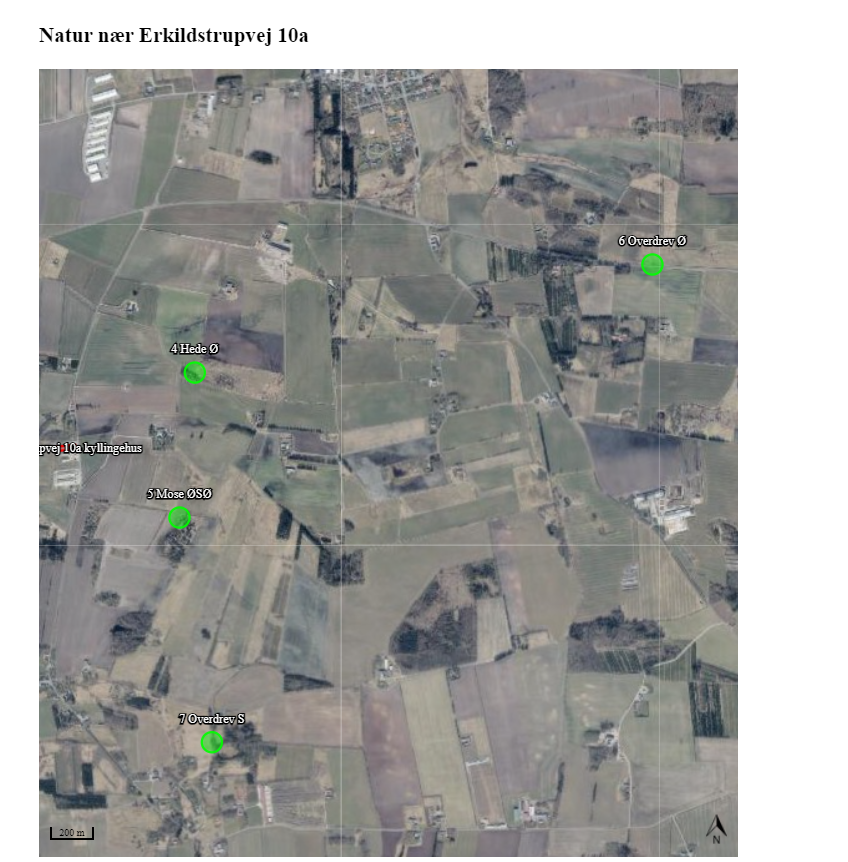 Natur nær Erkildstrupvej 10a
6 Overdrev Ø
4 Hede Ø
pvej 10a kyllingehus
5 Mose ØSØ
7 Overdrev S
200 m
N